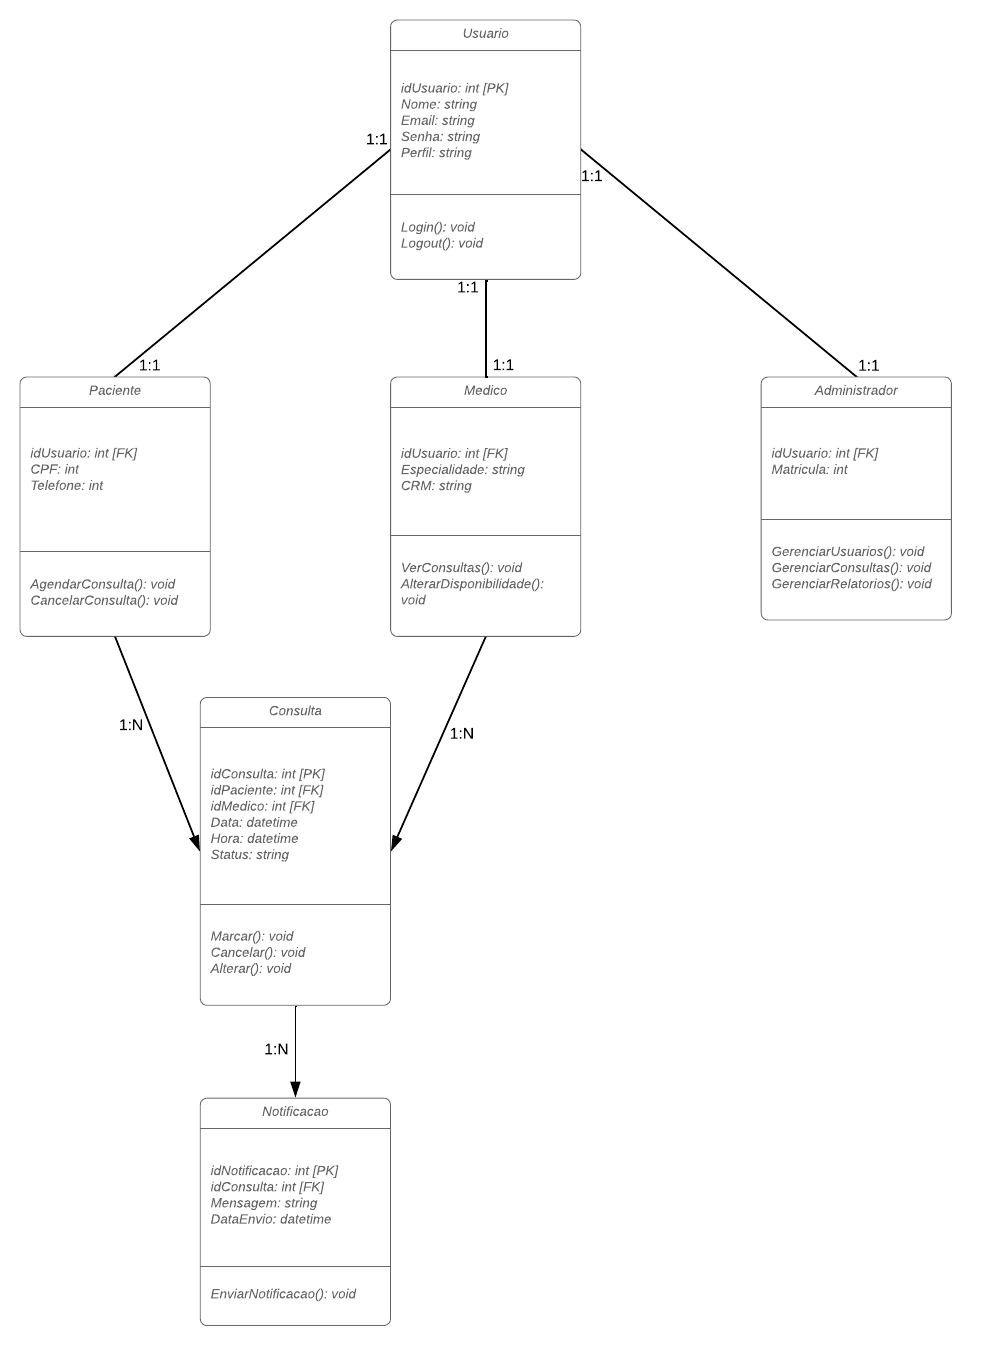 Usuario
idUsuario: int [PK]
Nome: string
Email: string
Senha: string
Perfil: string
Login(): void
Logout(): void
1:1
1:1
1:1
1:1
1:1
1:1
Paciente
idUsuario: int [FK]
CPF: int
Telefone: int
AgendarConsulta(): void
CancelarConsulta(): void
Medico
idUsuario: int [FK]
Especialidade: string
CRM: string
VerConsultas(): void
AlterarDisponibilidade():
void
Administrador
idUsuario: int [FK]
Matricula: int
GerenciarUsuarios(): void
GerenciarConsultas(): void
GerenciarRelatorios(): void
1:N
1:N
Consulta
idConsulta: int [PK]
idPaciente: int [FK]
idMedico: int [FK]
Data: datetime
Hora: datetime
Status: string
Marcar(): void
Cancelar(): void
Alterar(): void
1:N
Notificacao
idNotificacao: int [PK]
idConsulta: int [FK]
Mensagem: string
DataEnvio: datetime
EnviarNotificacao(): void